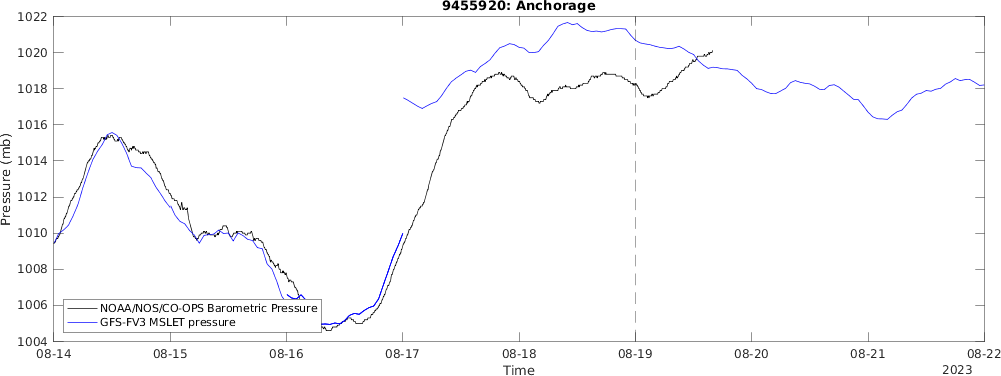 9455920: Anchorage
Pressure (mb)
1022
1020
1018
1016
1014
1012
1010
1008
1006
1004
NOAA/NOS/CO-OPS Barometric Pressure
GFS-FV3 MSLET pressure
08-14 08-15 08-16 08-17 08-18 08-19 08-20 08-21 08-22
Time
2023